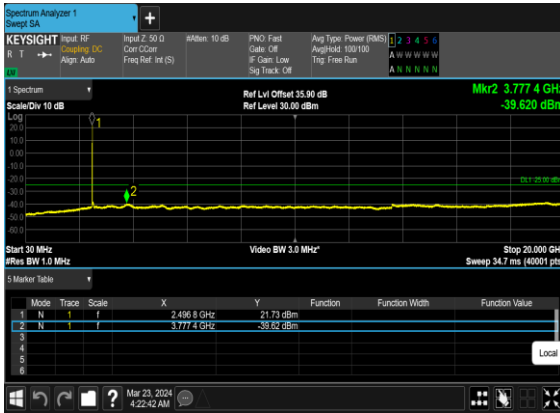 Spectrum Analyzer 1
Swept SA
+
KEYSIGHT
R T
Input: RF
Coupling: DC
Align: Auto
Input Z: 50 Ω
Corr CCorr
Freq Ref: Int (S)
#Atten: 10 dB
PNO: Fast
Gate: Off
IF Gain: Low
Sig Track: Off
Avg Type: Power (RMS)
Avg|Hold: 100/100
Trig: Free Run
1 2 3 4 5 6
A W W W W W
A N N N N N
1 Spectrum
Scale/Div 10 dB
Ref Lvl Offset 35.90 dB
Ref Level 30.00 dBm
Mkr2 3.777 4 GHz
-39.620 dBm
Log
20.0
10.0
0.00
-10.0
-20.0
-30.0
-40.0
-50.0
-60.0
1
2
DL1 -25.00 dBm
Start 30 MHz
#Res BW 1.0 MHz
Video BW 3.0 MHz*
Stop 20.000 GHz
Sweep 34.7 ms (40001 pts)
5 Marker Table
Mode Trace Scale X Y Function Function Width Function Value
1 N 1 f 2.496 8 GHz 21.73 dBm
2 N 1 f 3.777 4 GHz -39.62 dBm
3
4
5
6
Local
?
Mar 23, 2024
4:22:42 AM